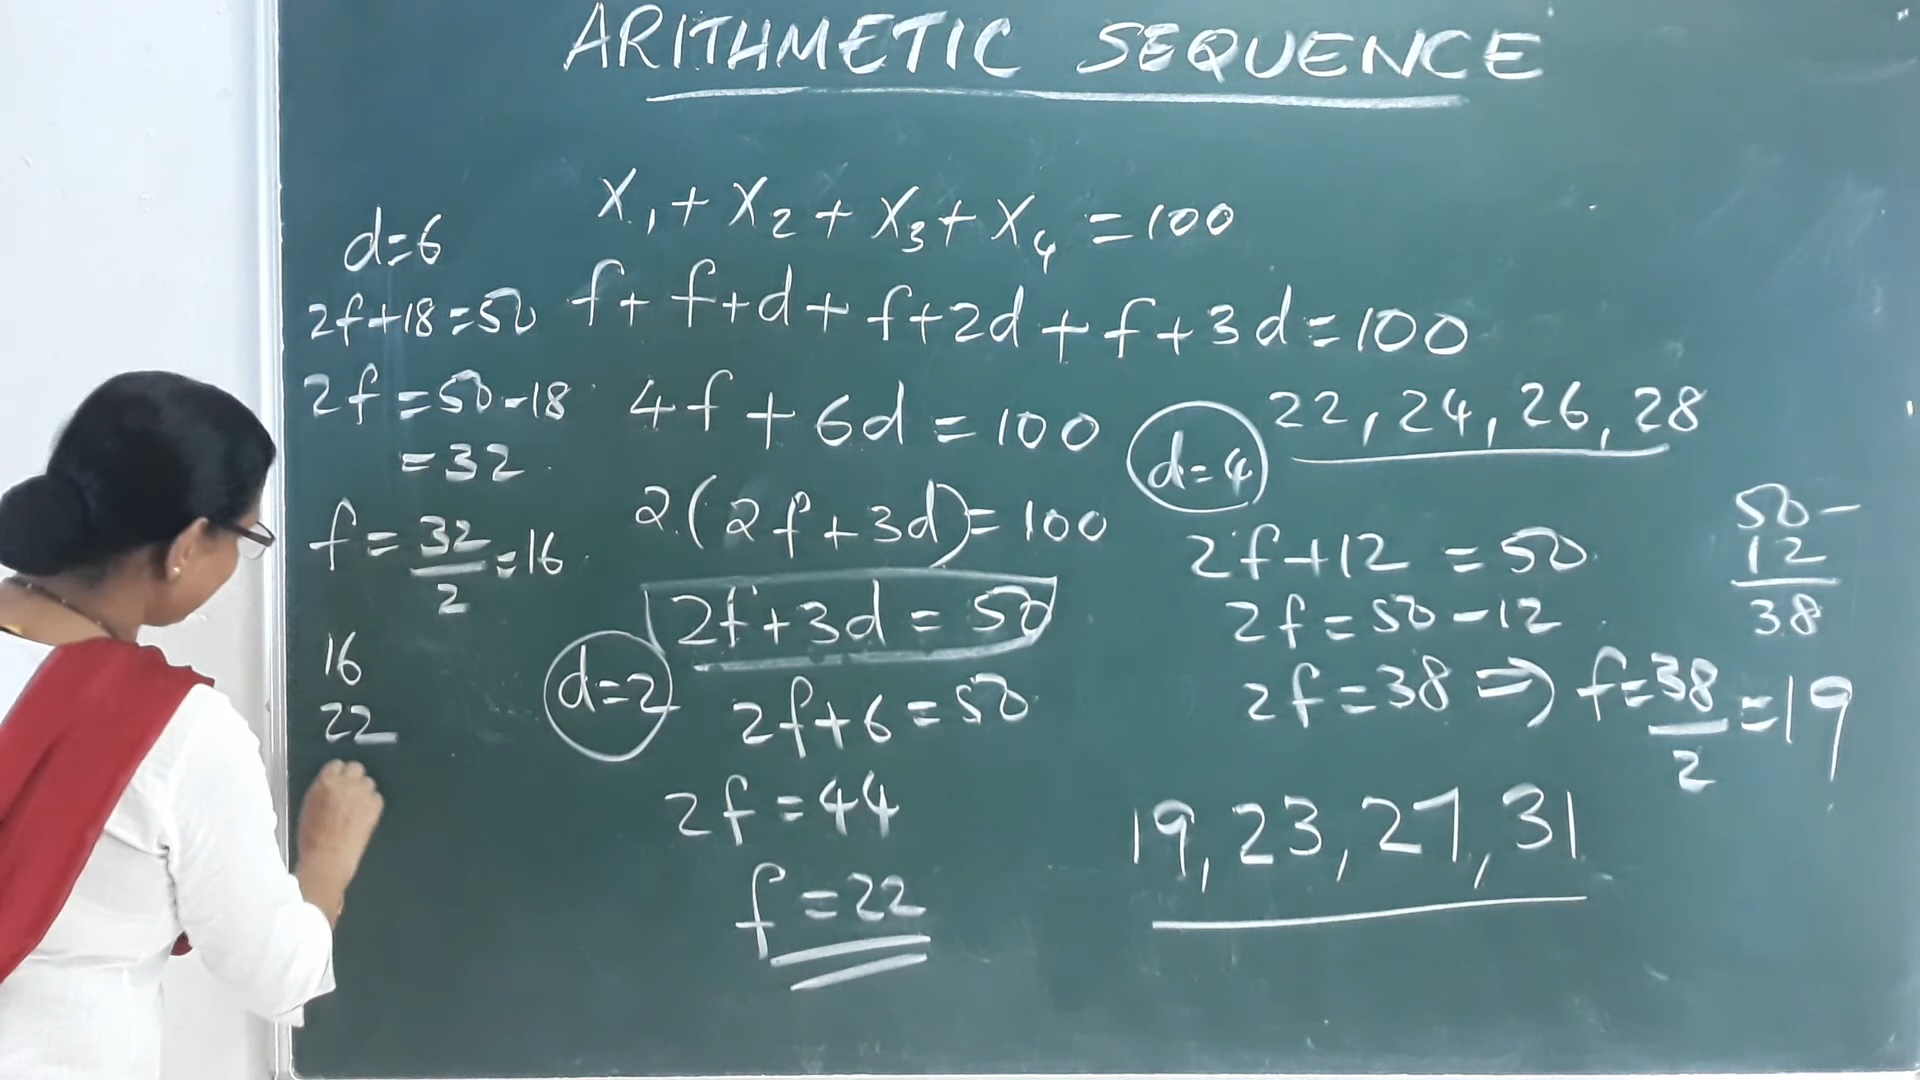 ARITHMETIC SEQUENCE
x₁ + x₂ + x₃ + x₄ = 100
f + f+d + f+2d + f+3d = 100
4f + 6d = 100
2(2f+3d) = 100
2f+3d = 50
d=2
2f+6 = 50
2f = 44
f = 22
22, 24, 26, 28
d=4
2f+12 = 50
2f = 50-12
2f = 38 ⇒ f = 38/2 = 19
50-
12
38
19, 23, 27, 31
d=6
2f+18 = 50
2f = 50-18
= 32
f = 32/2 = 16
16
22